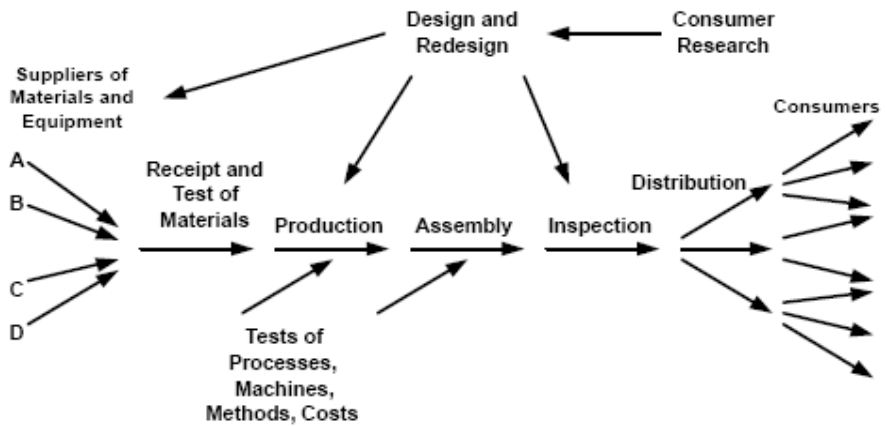 Design and
Redesign
Consumer
Research
Suppliers of
Materials and
Equipment
Consumers
A
B
C
D
Receipt and
Test of
Materials
Production
Assembly
Inspection
Distribution
Tests of
Processes,
Machines,
Methods, Costs